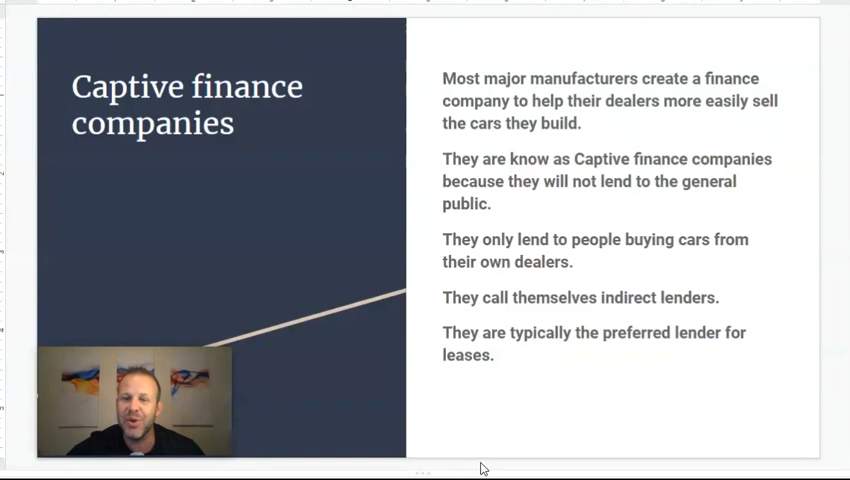 Captive finance
companies
Most major manufacturers create a finance
company to help their dealers more easily sell
the cars they build.
They are know as Captive finance companies
because they will not lend to the general
public.
They only lend to people buying cars from
their own dealers.
They call themselves indirect lenders.
They are typically the preferred lender for
leases.